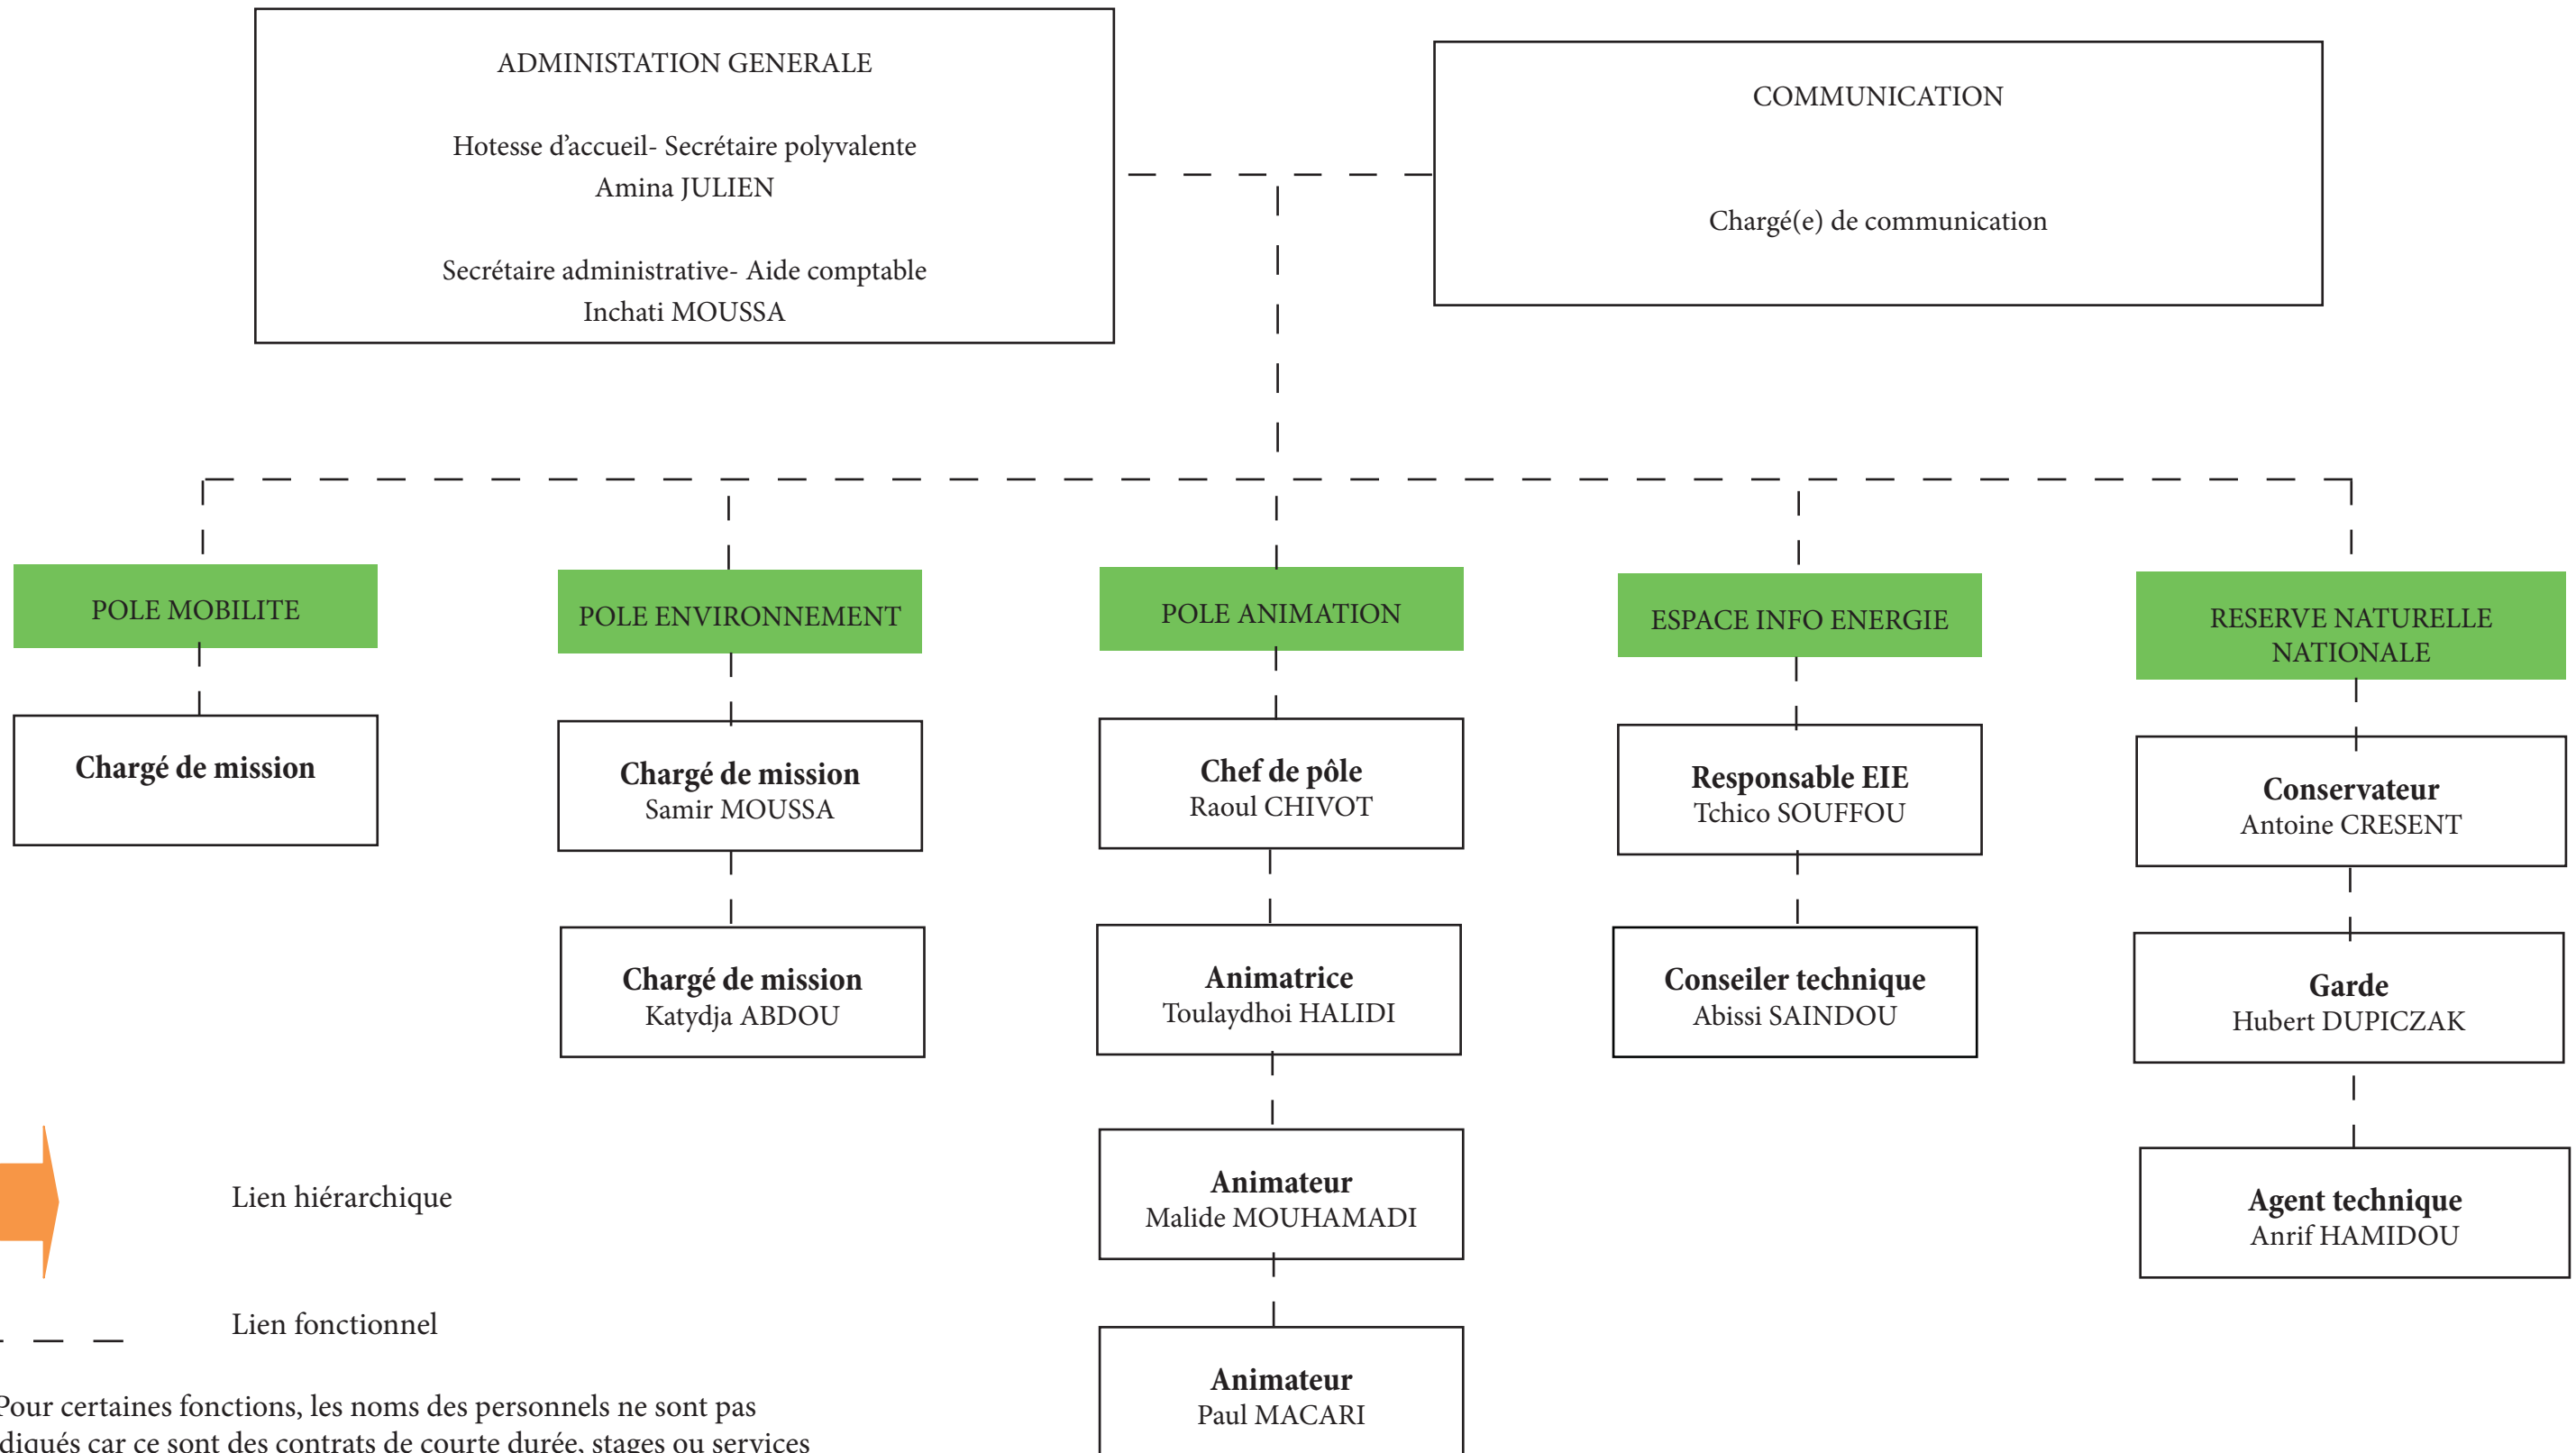 ADMINISTATION GENERALE
Hotesse d'accueil- Secrétaire polyvalente
Amina JULIEN
Secrétaire administrative- Aide comptable
Inchati MOUSSA
COMMUNICATION
Chargé(e) de communication
POLE MOBILITE
Chargé de mission
POLE ENVIRONNEMENT
Chargé de mission
Samir MOUSSA
Chargé de mission
Katydja ABDOU
POLE ANIMATION
Chef de pôle
Raoul CHIVOT
Animatrice
Toulaydhoi HALIDI
Animateur
Malide MOUHAMADI
Animateur
Paul MACARI
ESPACE INFO ENERGIE
Responsable EIE
Tchico SOUFFOU
Conseiler technique
Abissi SAINDOU
RESERVE NATURELLE
NATIONALE
Conservateur
Antoine CRESENT
Garde
Hubert DUPICZAK
Agent technique
Anrif HAMIDOU
Lien hiérarchique
Lien fonctionnel
Pour certaines fonctions, les noms des personnels ne sont pas
diqués car ce sont des contrats de courte durée, stages ou services